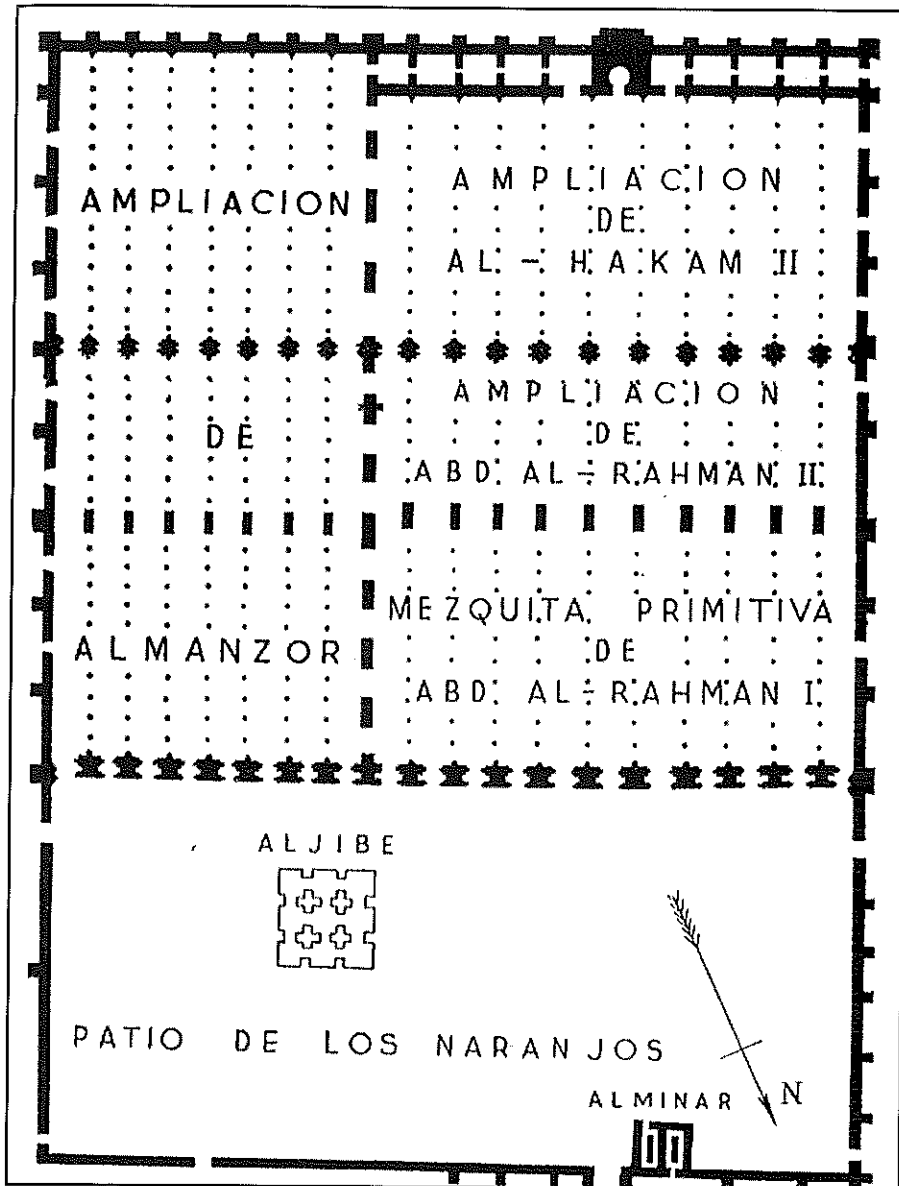 AMPLIACION
DE
ALMANZOR
AMPLIACION
DE
AL-HAKAM II
AMPLIACION
DE
ABD AL-RAHMAN II
MEZQUITA PRIMITIVA
DE
ABD AL-RAHMAN I
ALJIBE
PATIO DE LOS NARANJOS
ALMINAR
N